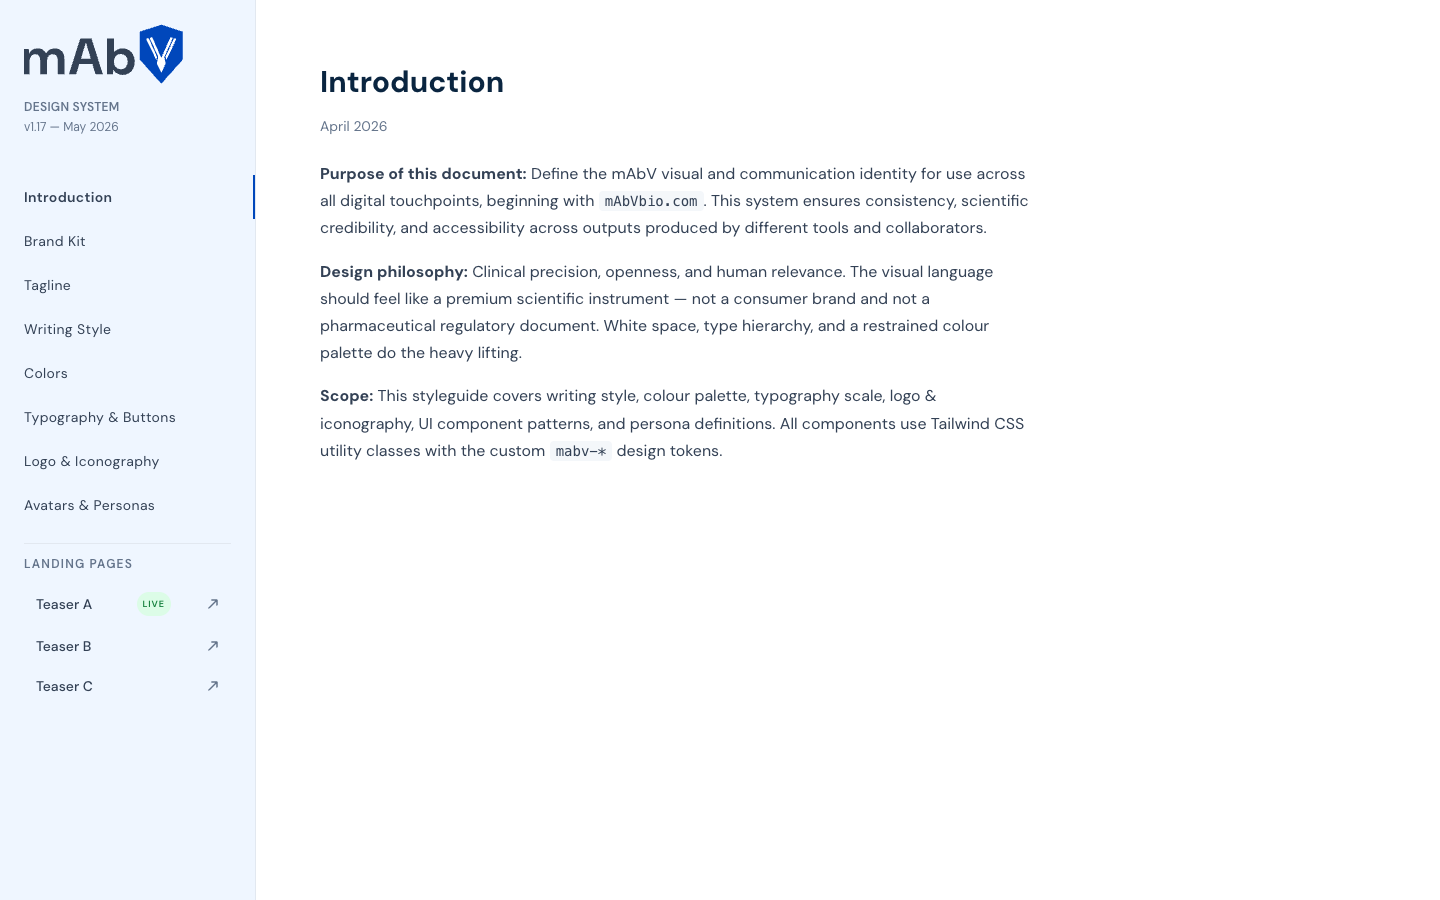 mAbV
DESIGN SYSTEM
v1.17 — May 2026
Introduction
Brand Kit
Tagline
Writing Style
Colors
Typography & Buttons
Logo & Iconography
Avatars & Personas
LANDING PAGES
Teaser A LIVE ↗
Teaser B ↗
Teaser C ↗
Introduction
April 2026
Purpose of this document: Define the mAbV visual and communication identity for use across
all digital touchpoints, beginning with mAbVbio.com. This system ensures consistency, scientific
credibility, and accessibility across outputs produced by different tools and collaborators.
Design philosophy: Clinical precision, openness, and human relevance. The visual language
should feel like a premium scientific instrument — not a consumer brand and not a
pharmaceutical regulatory document. White space, type hierarchy, and a restrained colour
palette do the heavy lifting.
Scope: This styleguide covers writing style, colour palette, typography scale, logo &
iconography, UI component patterns, and persona definitions. All components use Tailwind CSS
utility classes with the custom mabv-* design tokens.